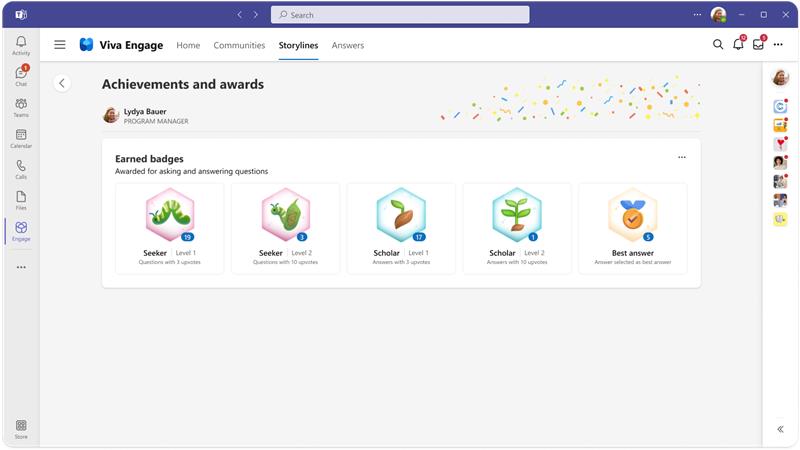 Search
Activity
1
Chat
Teams
Calendar
Calls
Files
Engage
Store
Viva Engage
Home
Communities
Storylines
Answers
12
5
Achievements and awards
Lydya Bauer
PROGRAM MANAGER
Earned badges
Awarded for asking and answering questions
19
Seeker | Level 1
Questions with 3 upvotes
3
Seeker | Level 2
Questions with 10 upvotes
17
Scholar | Level 1
Answers with 3 upvotes
1
Scholar | Level 2
Answers with 10 upvotes
5
Best answer
Answer selected as best answer